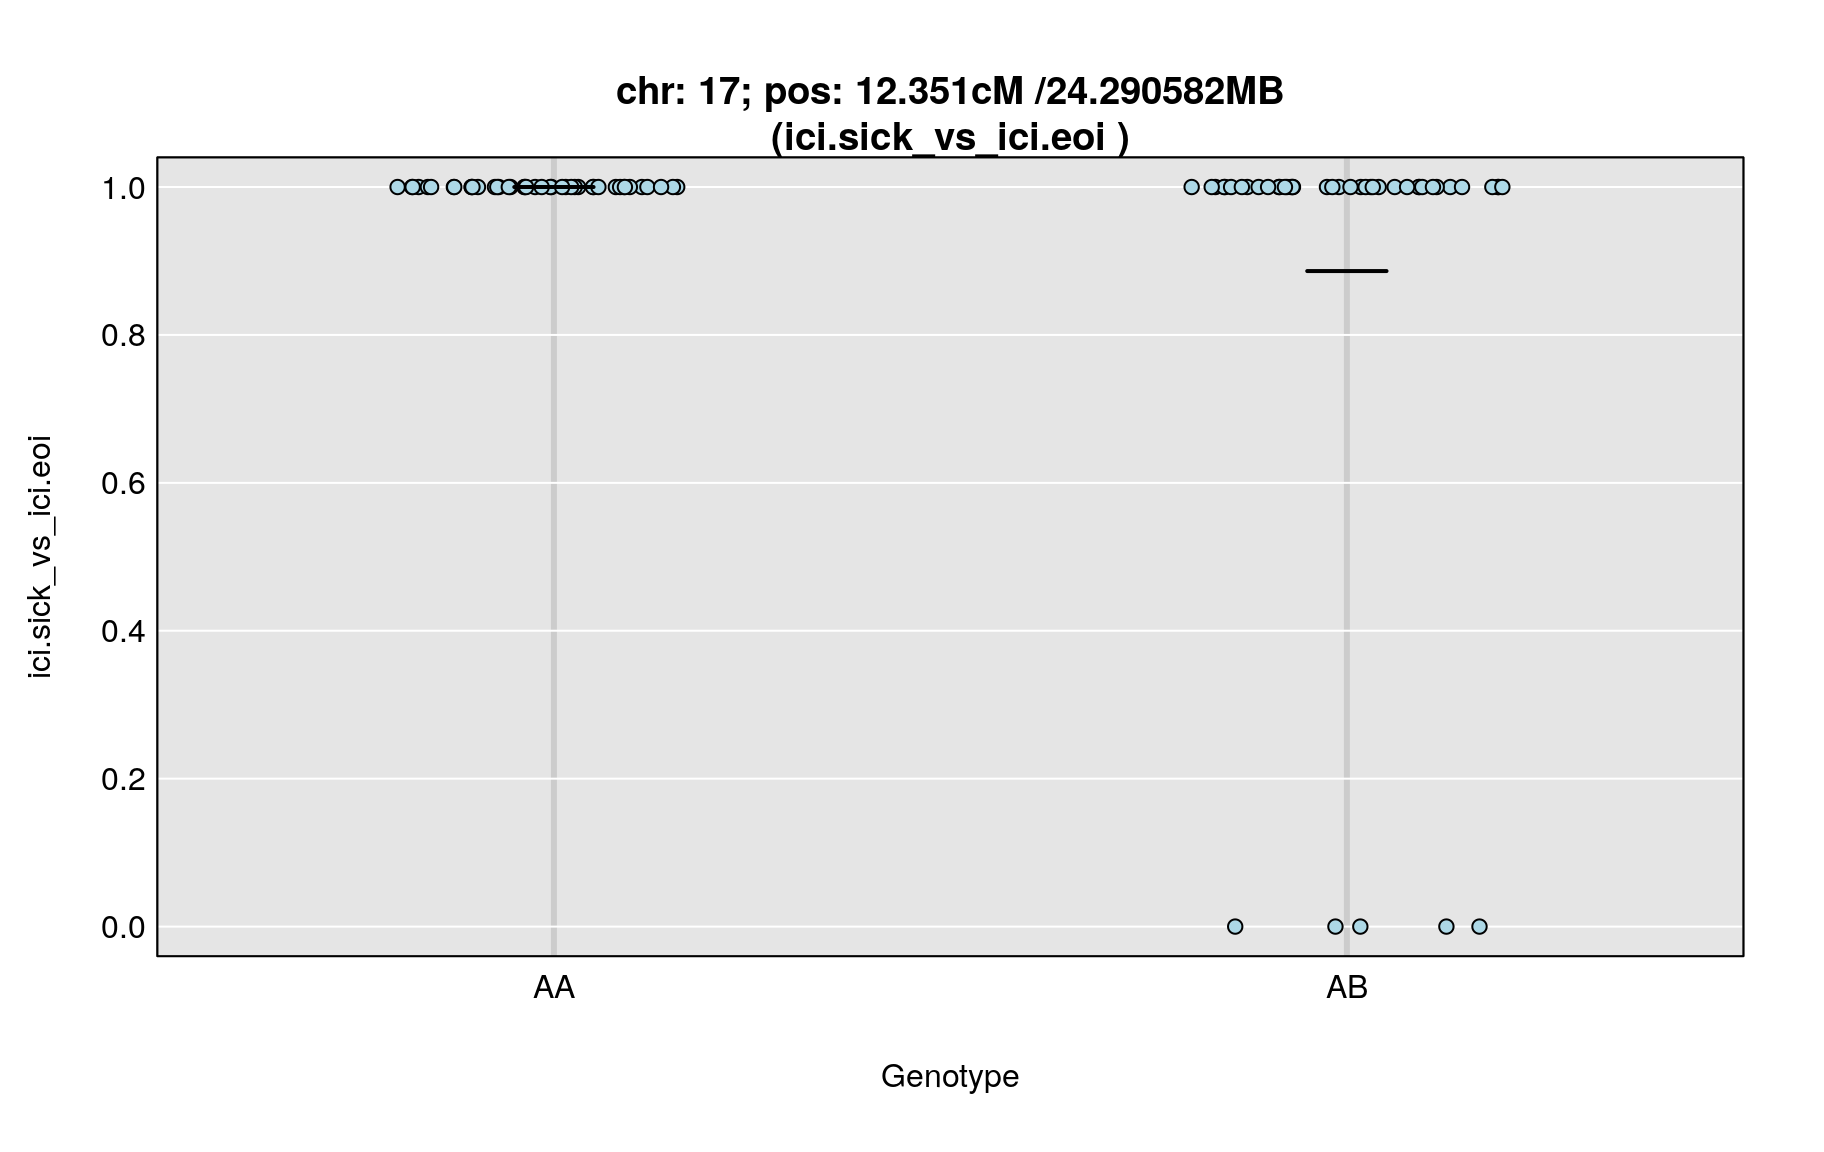 chr: 17; pos: 12.351cM /24.290582MB
(ici.sick_vs_ici.eoi )
ici.sick_vs_ici.eoi
1.0
0.8
0.6
0.4
0.2
0.0
AA AB
Genotype